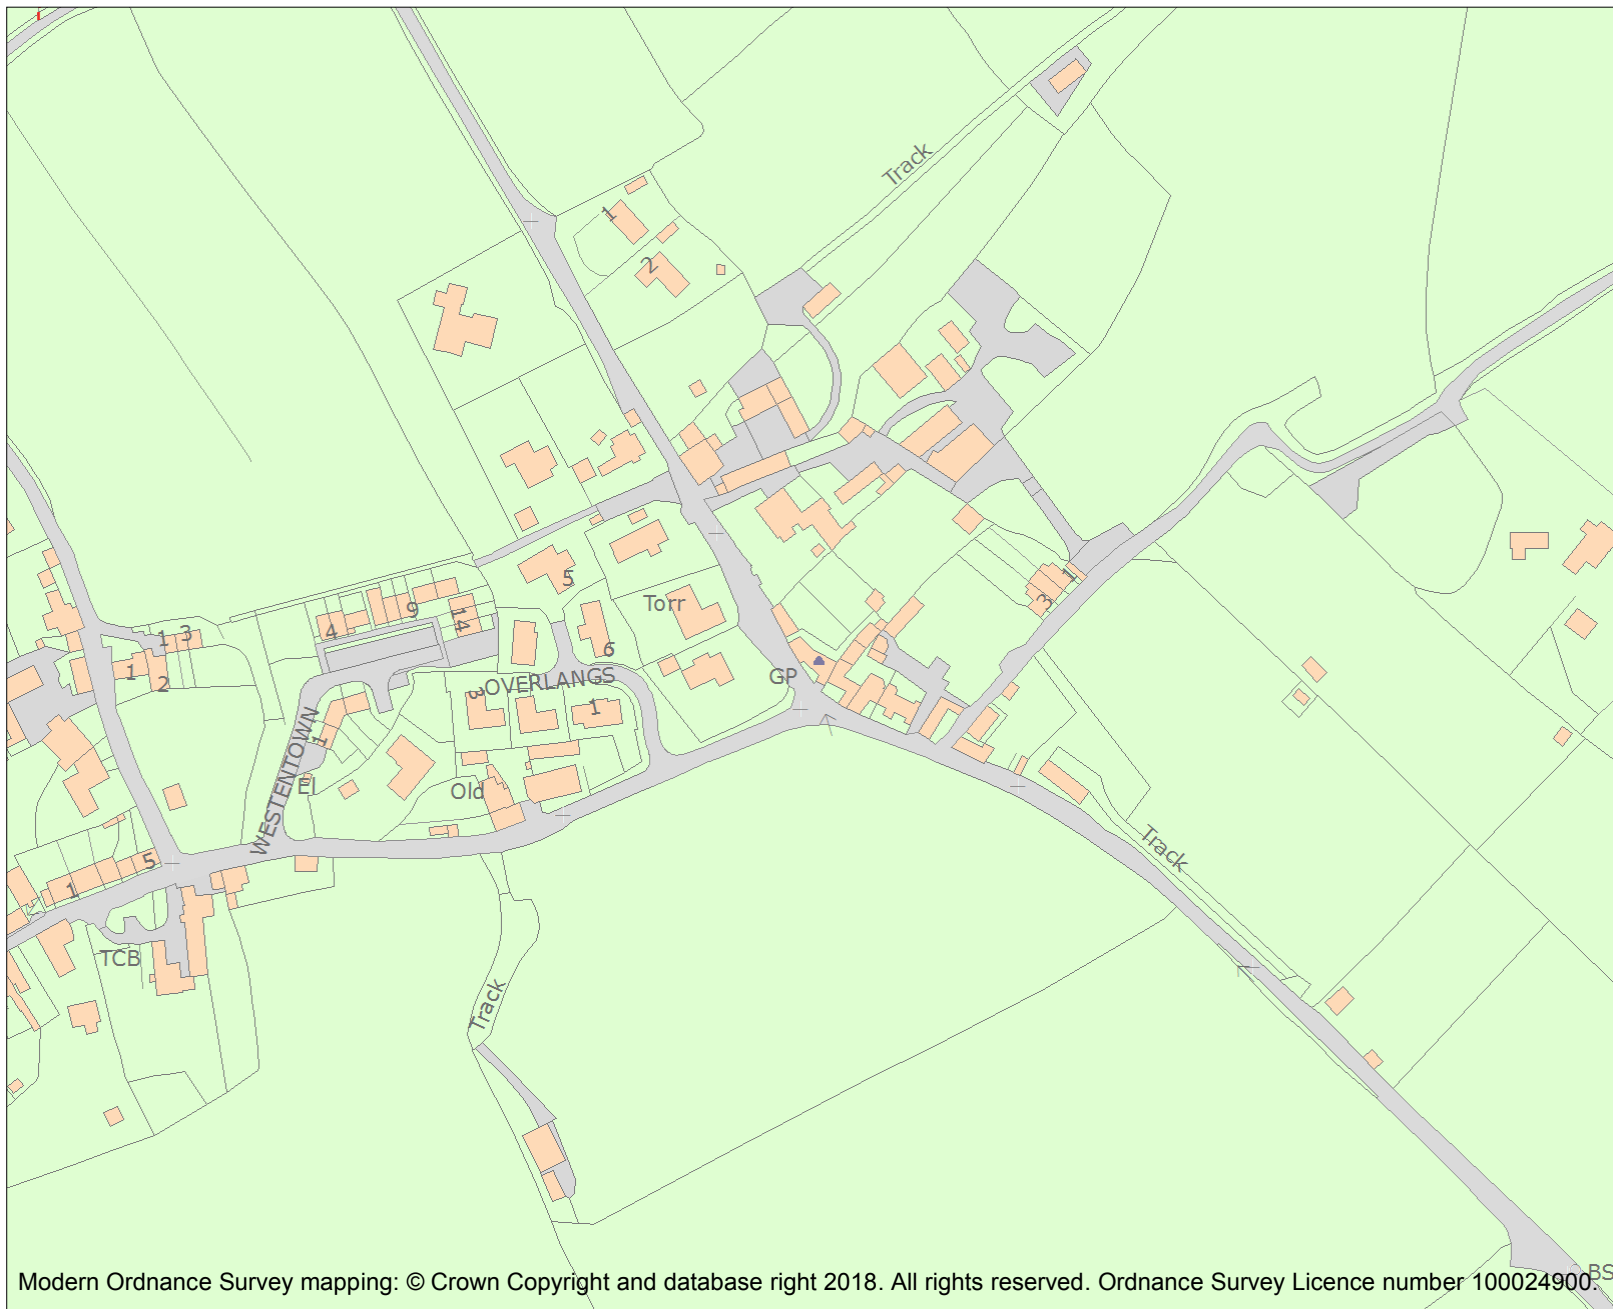 Track
1
2
5
Torr
9
14
4
6
1
3
1 3
1
2
GP
OVERLANGS
3
1
WESTENTOWN
1
El
Old
Track
5
1
TCB
Track
Modern Ordnance Survey mapping: © Crown Copyright and database right 2018. All rights reserved. Ordnance Survey Licence number 100024900.
BS